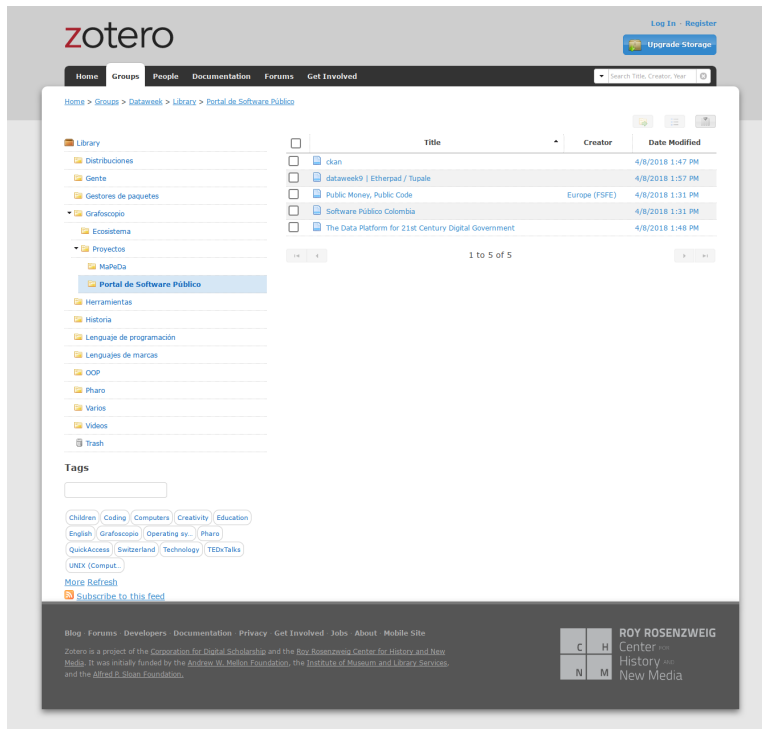 zotero
Log In · Register
Upgrade Storage
Home Groups People Documentation Forums Get Involved
Search Title, Creator, Year
Home > Groups > Dataweek > Library > Portal de Software Público
Library
Distribuciones
Gente
Gestores de paquetes
Grafoscopio
Ecosistema
Proyectos
MaPeDa
Portal de Software Público
Herramientas
Historia
Lenguaje de programación
Lenguajes de marcas
OOP
Pharo
Varios
Videos
Trash
Title Creator Date Modified
ckan 4/8/2018 1:47 PM
dataweek9 | Etherpad / Tupale 4/8/2018 1:57 PM
Public Money, Public Code Europe (FSFE) 4/8/2018 1:31 PM
Software Público Colombia 4/8/2018 1:31 PM
The Data Platform for 21st Century Digital Government 4/8/2018 1:48 PM
1 to 5 of 5
Tags
Children Coding Computers Creativity Education
English Grafoscopio Operating sy... Pharo
QuickAccess Switzerland Technology TEDxTalks
UNIX (Comput...
More Refresh
Subscribe to this feed
Blog · Forums · Developers · Documentation · Privacy · Get Involved · Jobs · About · Mobile Site
Zotero is a project of the Corporation for Digital Scholarship and the Roy Rosenzweig Center for History and New
Media. It was initially funded by the Andrew W. Mellon Foundation, the Institute of Museum and Library Services,
and the Alfred P. Sloan Foundation.
C H
N M
ROY ROSENZWEIG
Center FOR
History AND
New Media